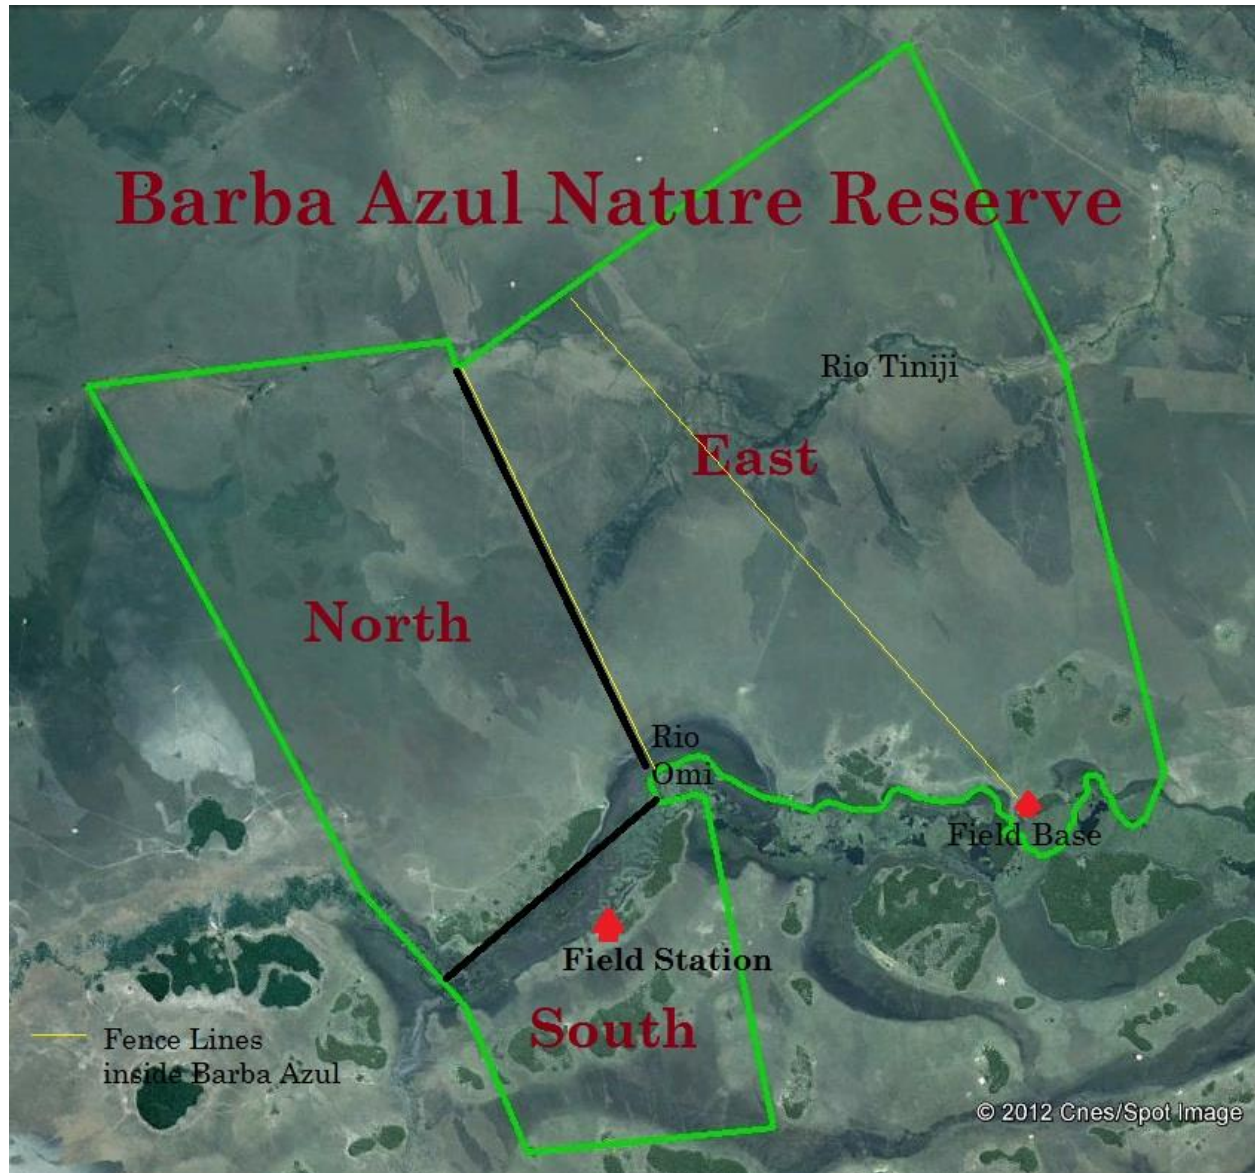 Barba Azul Nature Reserve
Rio Tiniji
East
North
Rio
Omi
Field Base
Field Station
South
Fence Lines
inside Barba Azul
© 2012 Cnes/Spot Image